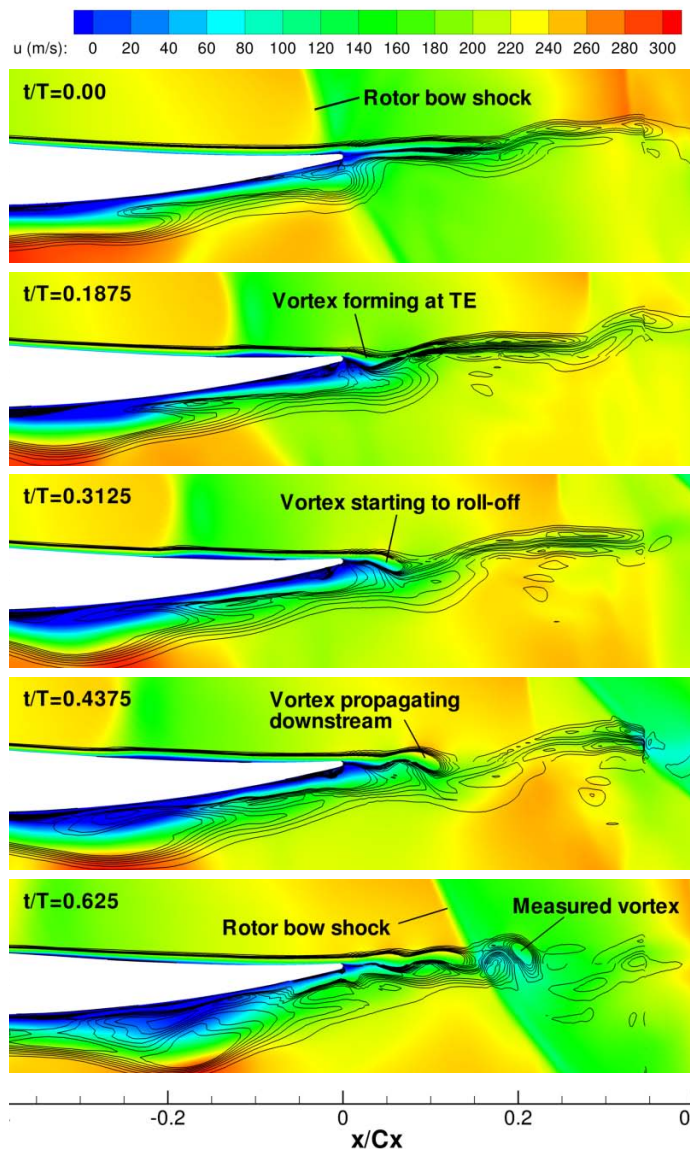 u (m/s): 0 20 40 60 80 100 120 140 160 180 200 220 240 260 280 300
t/T=0.00
Rotor bow shock
t/T=0.1875
Vortex forming at TE
t/T=0.3125
Vortex starting to roll-off
t/T=0.4375
Vortex propagating
downstream
t/T=0.625
Measured vortex
Rotor bow shock
-0.2 0 0.2 0
x/Cx